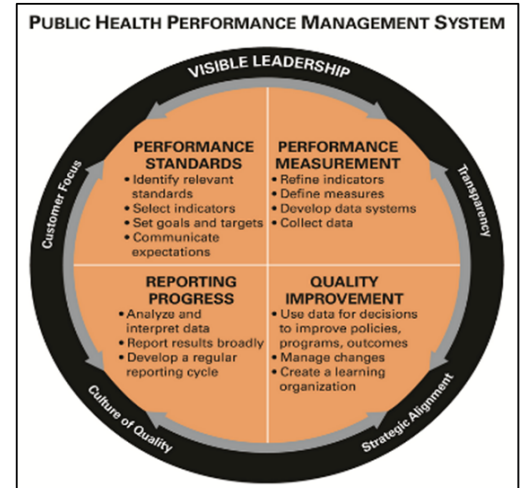 PUBLIC HEALTH PERFORMANCE MANAGEMENT SYSTEM
VISIBLE LEADERSHIP
Customer Focus
Transparency
PERFORMANCE
STANDARDS
• Identify relevant
standards
• Select indicators
• Set goals and targets
• Communicate
expectations
PERFORMANCE
MEASUREMENT
• Refine indicators
• Define measures
• Develop data systems
• Collect data
REPORTING
PROGRESS
• Analyze and
interpret data
• Report results broadly
• Develop a regular
reporting cycle
QUALITY
IMPROVEMENT
• Use data for decisions
to improve policies,
programs, outcomes
• Manage changes
• Create a learning
organization
Culture of Quality
Strategic Alignment